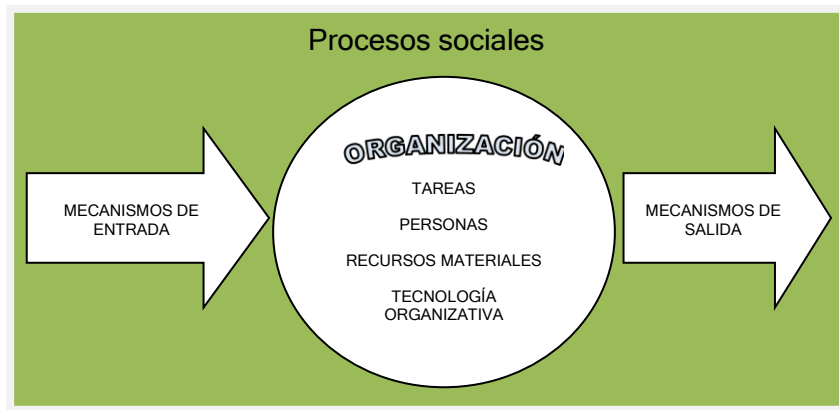 Procesos sociales
ORGANIZACIÓN
MECANISMOS DE
ENTRADA
TAREAS
PERSONAS
RECURSOS MATERIALES
TECNOLOGÍA
ORGANIZATIVA
MECANISMOS DE
SALIDA